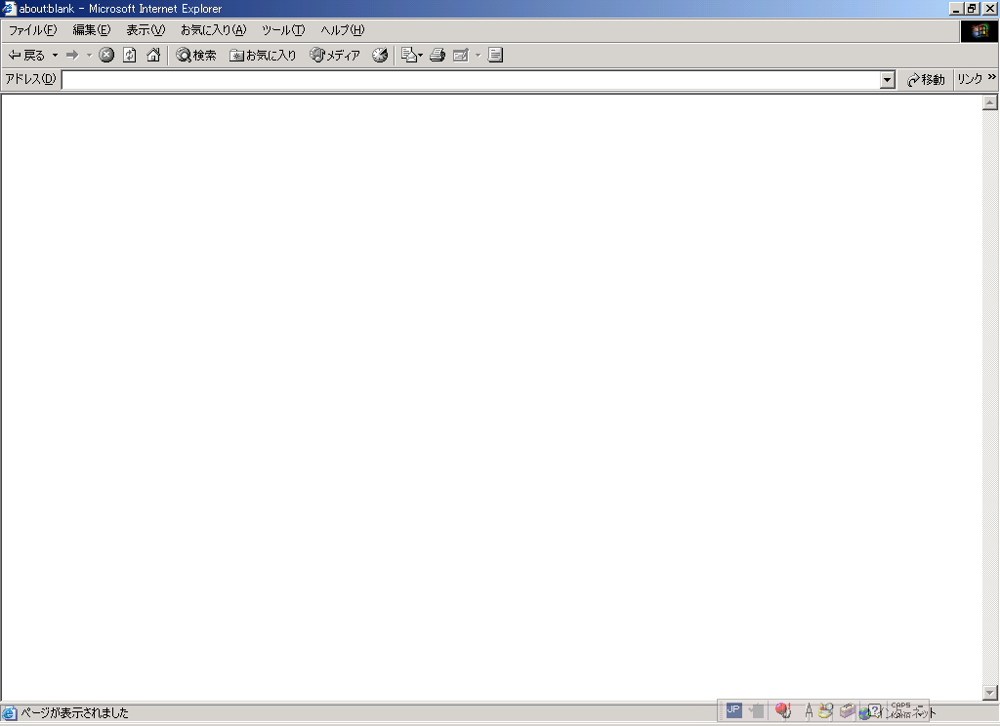 about:blank - Microsoft Internet Explorer
ファイル(F) 編集(E) 表示(V) お気に入り(A) ツール(T) ヘルプ(H)
戻る 検索 お気に入り メディア
アドレス(D) 移動 リンク »
ページが表示されました JP A CAPS KANA